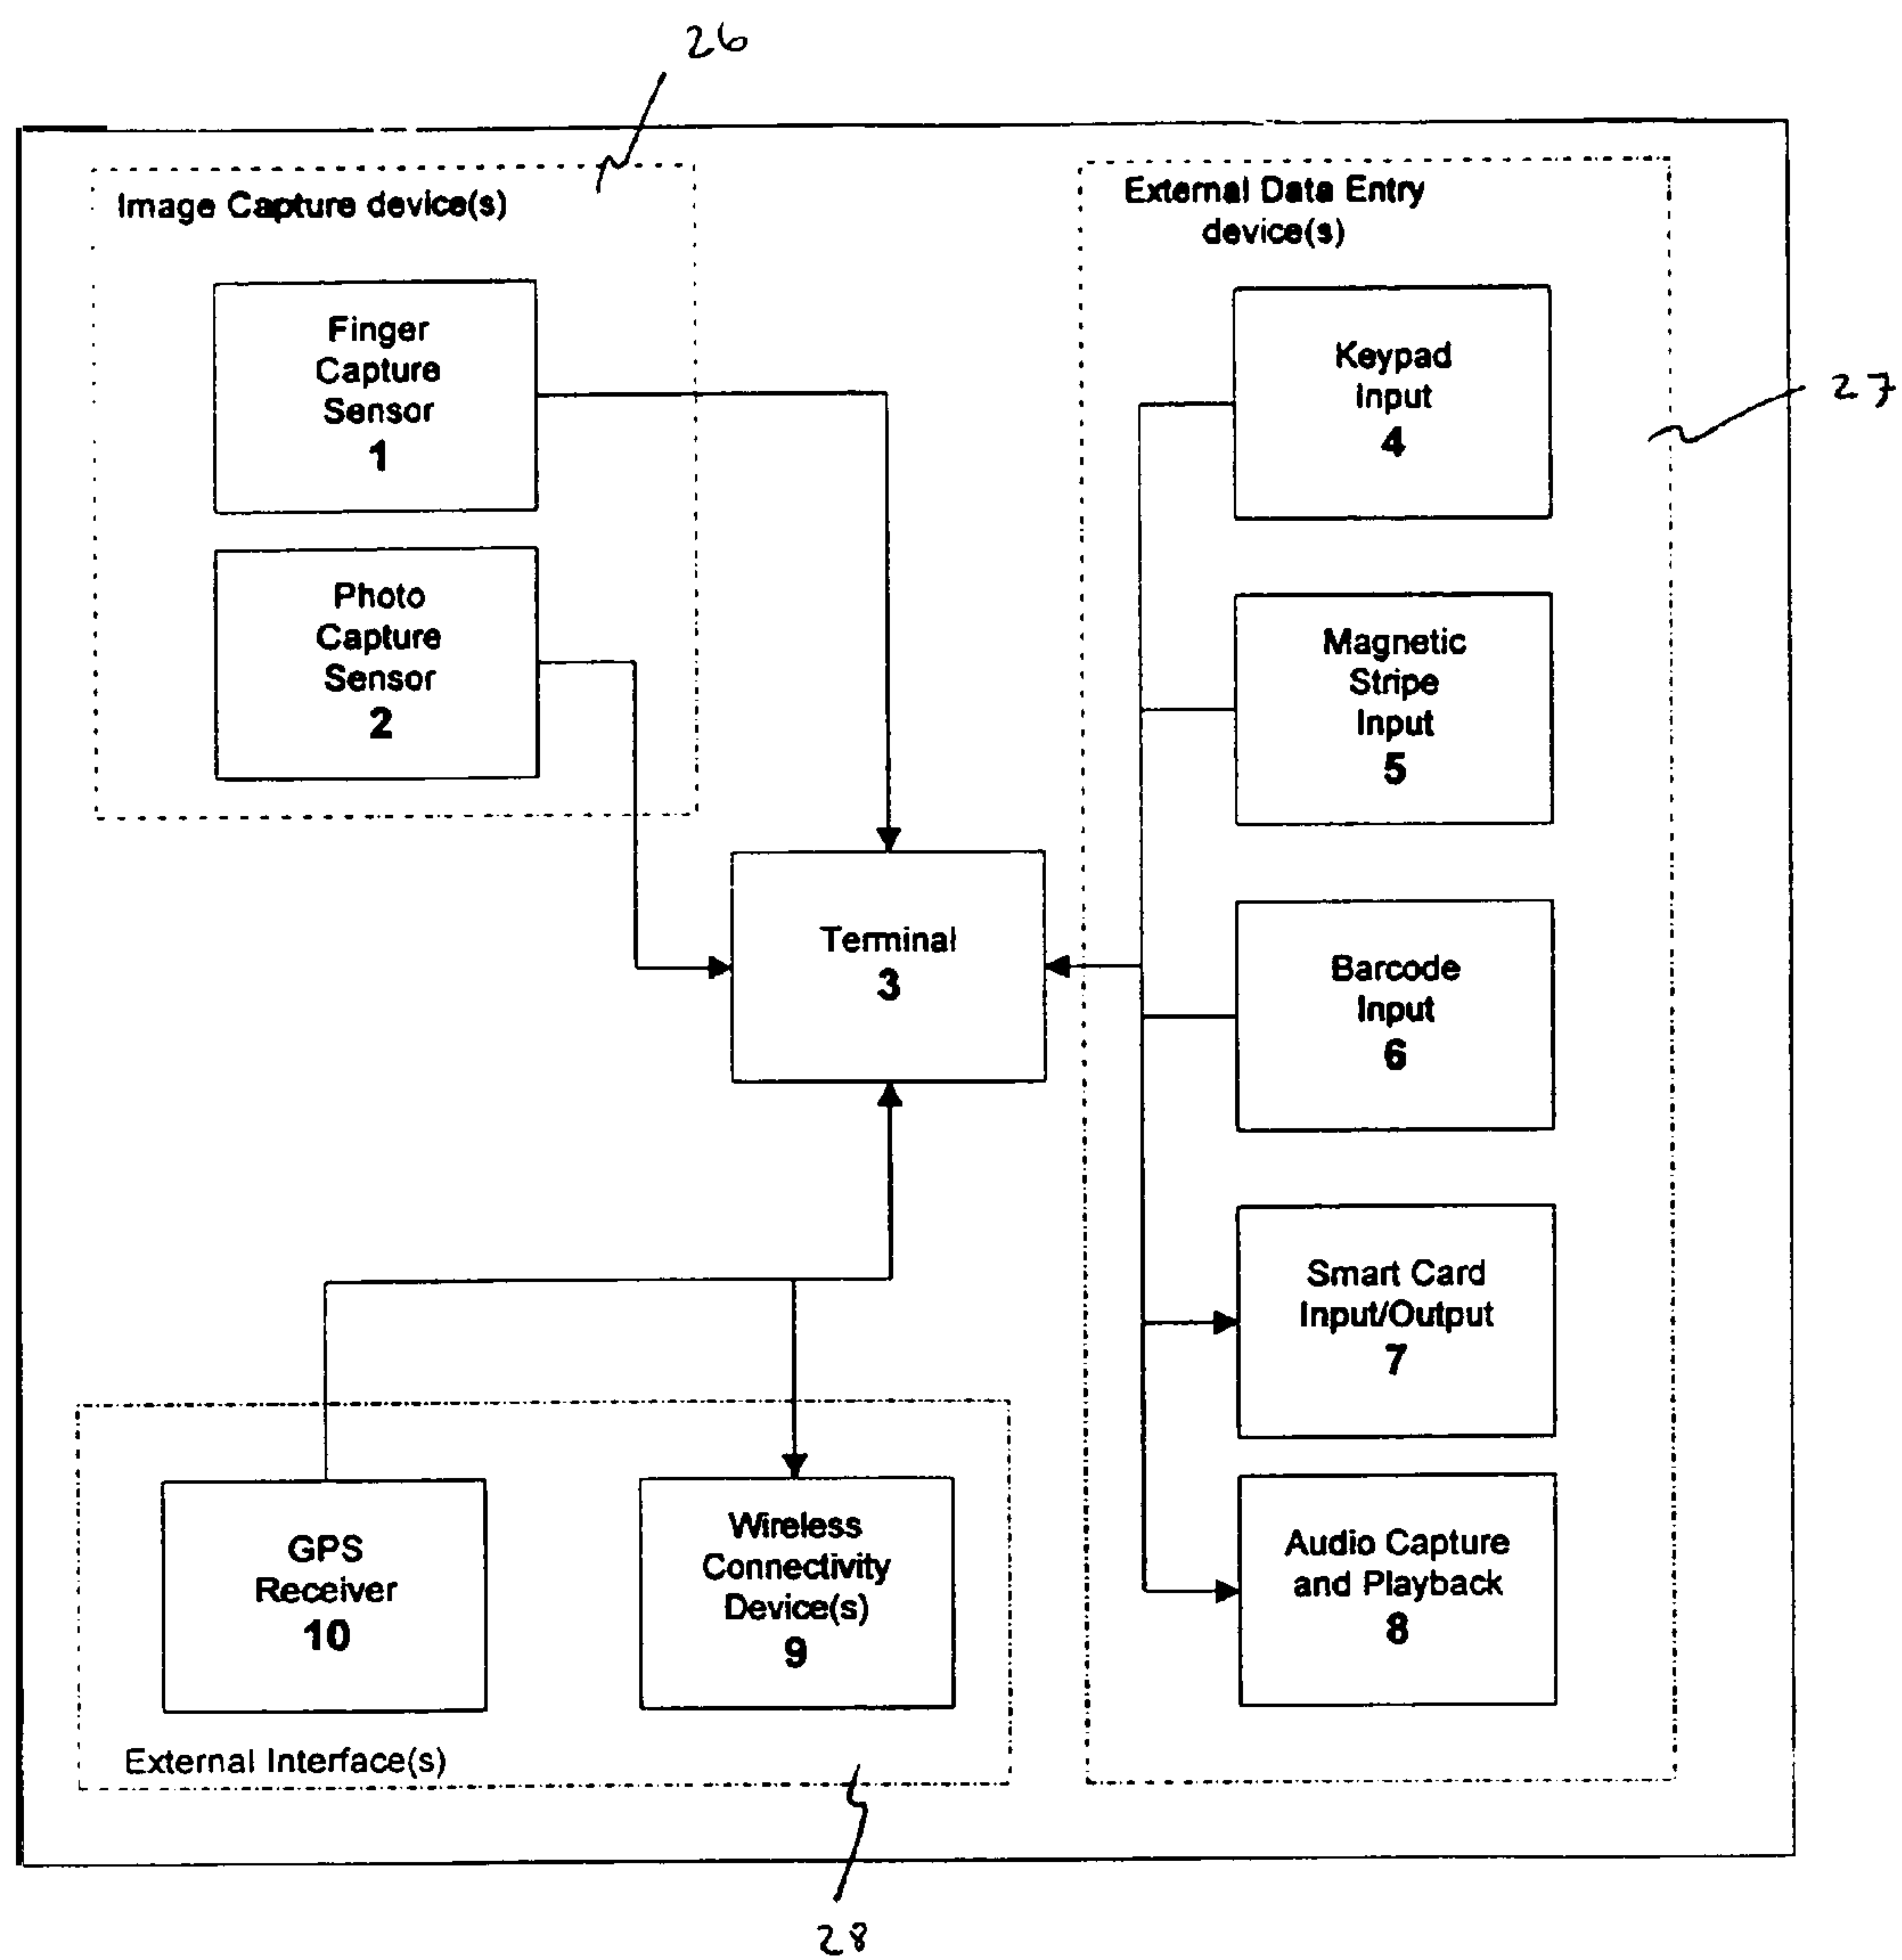 26
Image Capture device(s)
Finger
Capture
Sensor
1
Photo
Capture
Sensor
2
External Data Entry
device(s)
Keypad
Input
4
27
Magnetic
Stripe
Input
5
Terminal
3
Barcode
Input
6
Smart Card
Input/Output
7
Audio Capture
and Playback
8
GPS
Receiver
10
Wireless
Connectivity
Device(s)
9
External Interface(s)
28